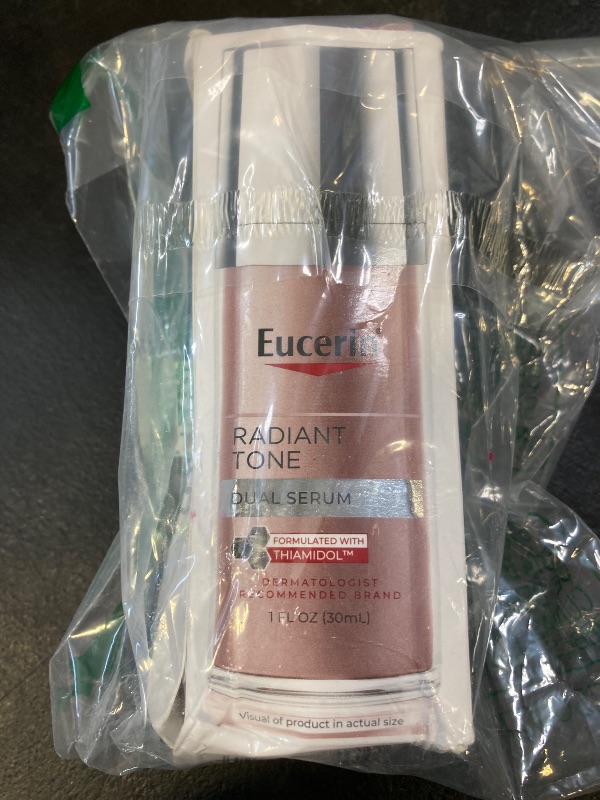 Eucerin
RADIANT
TONE
DUAL SERUM
FORMULATED WITH
THIAMIDOL™
DERMATOLOGIST
RECOMMENDED BRAND
1 FL OZ (30mL)
Visual of product in actual size